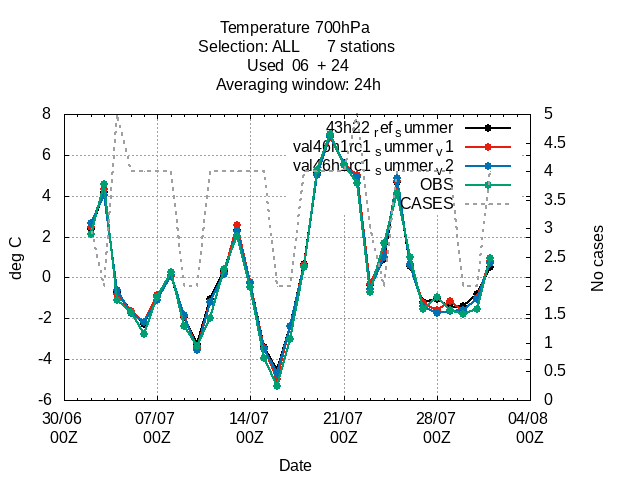 Temperature 700hPa
Selection: ALL 7 stations
Used 06 + 24
Averaging window: 24h
8 5
43h22 refsummer
4.5
6 val46h1rc1 summer v1
val46h1rc1 summer v2 4
OBS
4 CASES 3.5
3
2
2.5
deg C
No cases
0
2
-2 1.5
1
-4
0.5
-6 0
30/06 07/07 14/07 21/07 28/07 04/08
00Z 00Z 00Z 00Z 00Z 00Z
Date